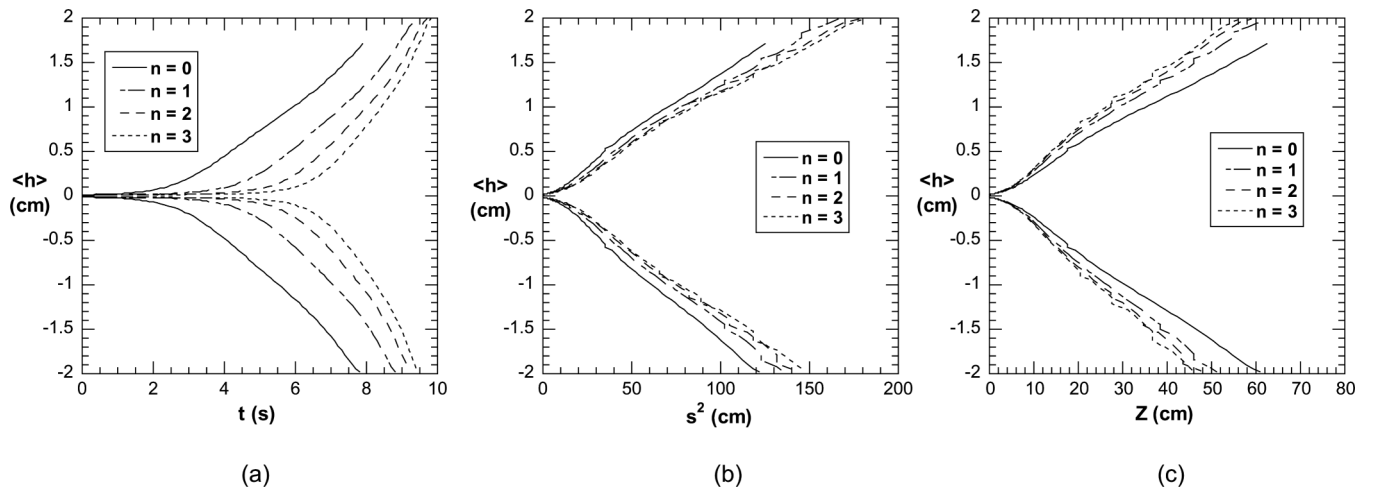 2
1.5
1
0.5
0
-0.5
-1
-1.5
-2
<h>
(cm)
n = 0
n = 1
n = 2
n = 3
0 2 4 6 8 10
t (s)
(a)
2
1.5
1
0.5
0
-0.5
-1
-1.5
-2
<h>
(cm)
n = 0
n = 1
n = 2
n = 3
0 50 100 150 200
s² (cm)
(b)
2
1.5
1
0.5
0
-0.5
-1
-1.5
-2
<h>
(cm)
n = 0
n = 1
n = 2
n = 3
0 10 20 30 40 50 60 70 80
Z (cm)
(c)